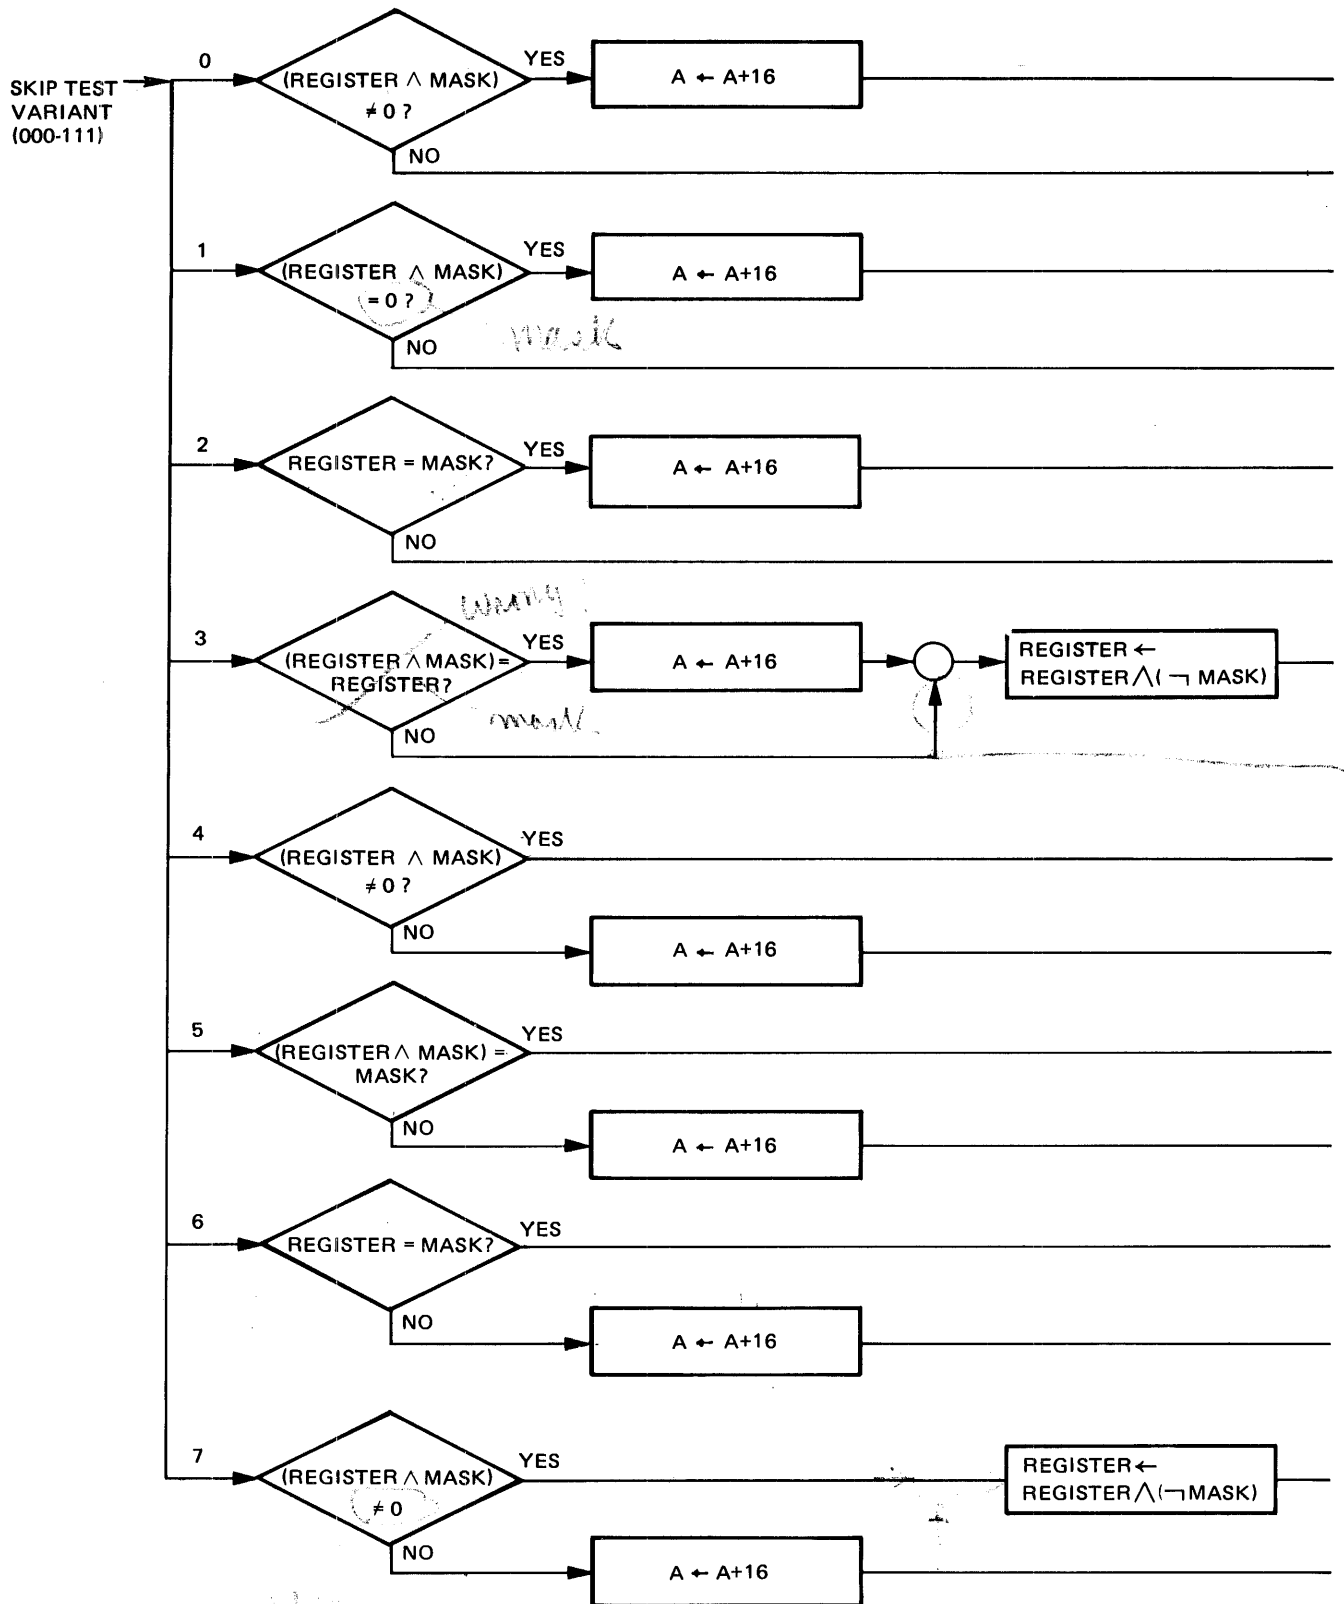 SKIP TEST
VARIANT
(000-111)
0
(REGISTER ∧ MASK)
≠ 0 ?
YES
A ← A+16
NO
1
(REGISTER ∧ MASK)
= 0 ?
YES
A ← A+16
mask
NO
2
REGISTER = MASK?
YES
A ← A+16
NO
wrong
3
(REGISTER ∧ MASK) =
REGISTER?
YES
A ← A+16
REGISTER ←
REGISTER ∧ (¬ MASK)
mask
NO
4
(REGISTER ∧ MASK)
≠ 0 ?
YES
NO
A ← A+16
5
(REGISTER ∧ MASK) =
MASK?
YES
NO
A ← A+16
6
REGISTER = MASK?
YES
NO
A ← A+16
7
(REGISTER ∧ MASK)
≠ 0
YES
REGISTER ←
REGISTER ∧ (¬ MASK)
NO
A ← A+16